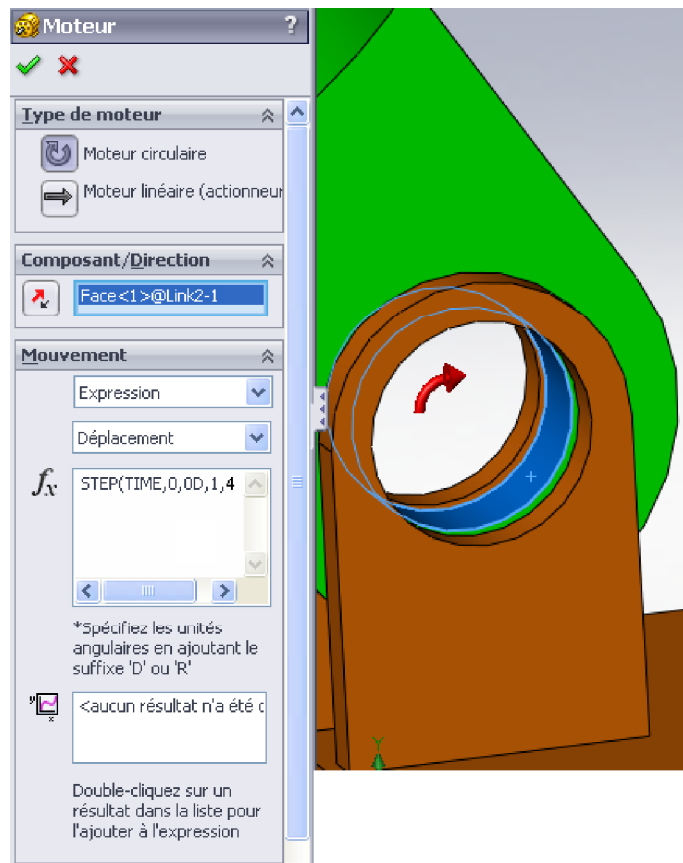 Moteur ?
Type de moteur
Moteur circulaire
Moteur linéaire (actionneur
Composant/Direction
Face<1>@Link2-1
Mouvement
Expression
Déplacement
fx STEP(TIME,0,0D,1,4
*Spécifiez les unités
angulaires en ajoutant le
suffixe 'D' ou 'R'
y
x
<aucun résultat n'a été
Double-cliquez sur un
résultat dans la liste pour
l'ajouter à l'expression
Y